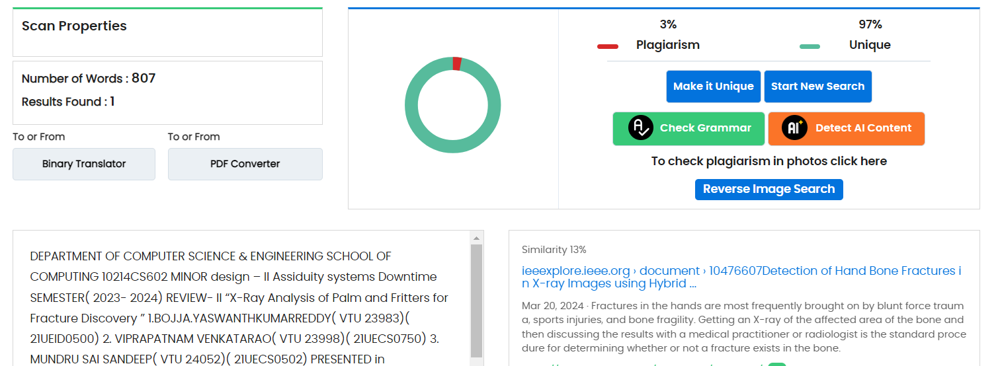 Scan Properties
Number of Words : 807
Results Found : 1
To or From
To or From
Binary Translator
PDF Converter
3%
97%
Plagiarism
Unique
Make it Unique
Start New Search
Check Grammar
Detect AI Content
To check plagiarism in photos click here
Reverse Image Search
DEPARTMENT OF COMPUTER SCIENCE & ENGINEERING SCHOOL OF
COMPUTING 10214CS602 MINOR design – II Assiduity systems Downtime
SEMESTER( 2023- 2024) REVIEW- II “X-Ray Analysis of Palm and Fritters for
Fracture Discovery ” 1.BOJJA.YASWANTHKUMARREDDY( VTU 23983)(
21UEID0500) 2. VIPRAPATNAM VENKATARAO( VTU 23998)( 21UECS0750) 3.
MUNDRU SAI SANDEEP( VTU 24052)( 21UECS0502) PRESENTED in
Similarity 13%
ieeexplore.ieee.org › document › 10476607Detection of Hand Bone Fractures i
n X-ray Images using Hybrid ...
Mar 20, 2024 · Fractures in the hands are most frequently brought on by blunt force traum
a, sports injuries, and bone fragility. Getting an X-ray of the affected area of the bone and
then discussing the results with a medical practitioner or radiologist is the standard proce
dure for determining whether or not a fracture exists in the bone.